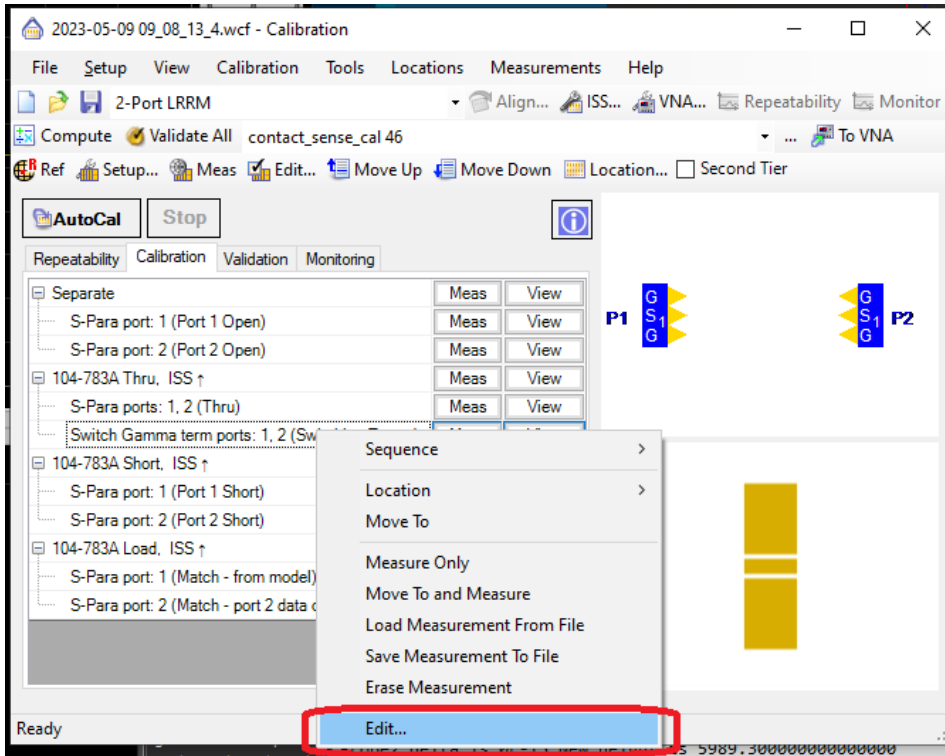 2023-05-09 09_08_13_4.wcf - Calibration
File Setup View Calibration Tools Locations Measurements Help
2-Port LRRM Align... ISS... VNA... Repeatability Monitor
Compute Validate All contact_sense_cal 46 ... To VNA
Ref Setup... Meas Edit... Move Up Move Down Location... Second Tier
AutoCal Stop
Repeatability Calibration Validation Monitoring
Separate Meas View
S-Para port: 1 (Port 1 Open) Meas View
S-Para port: 2 (Port 2 Open) Meas View
104-783A Thru, ISS ↑ Meas View
S-Para ports: 1, 2 (Thru) Meas View
Switch Gamma term ports: 1, 2 (Sw
104-783A Short, ISS ↑
S-Para port: 1 (Port 1 Short)
S-Para port: 2 (Port 2 Short)
104-783A Load, ISS ↑
S-Para port: 1 (Match - from model)
S-Para port: 2 (Match - port 2 data
P1 G S1 G
G S1 G P2
Sequence
Location
Move To
Measure Only
Move To and Measure
Load Measurement From File
Save Measurement To File
Erase Measurement
Edit...
Ready
5989.300000000000000